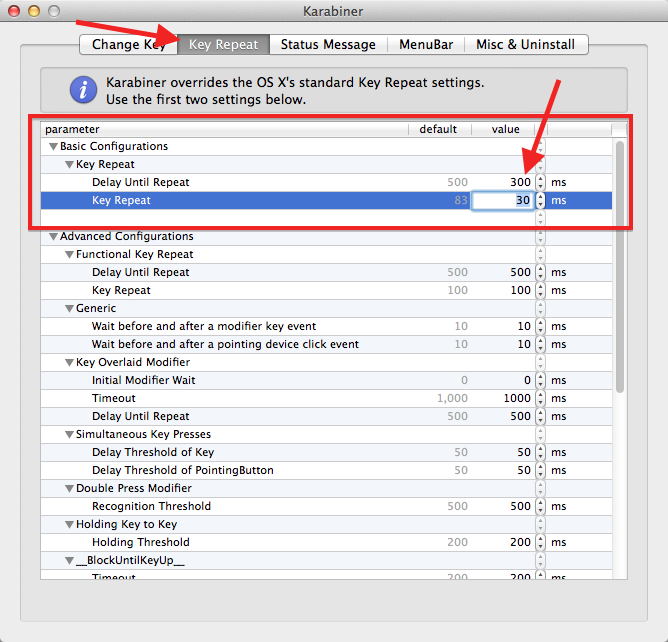 Karabiner
Change Key Key Repeat Status Message MenuBar Misc & Uninstall
Karabiner overrides the OS X's standard Key Repeat settings.
Use the first two settings below.
parameter default value
Basic Configurations
Key Repeat
Delay Until Repeat 500 300 ms
Key Repeat 83 30 ms
Advanced Configurations
Functional Key Repeat
Delay Until Repeat 500 500 ms
Key Repeat 100 100 ms
Generic
Wait before and after a modifier key event 10 10 ms
Wait before and after a pointing device click event 10 10 ms
Key Overlaid Modifier
Initial Modifier Wait 0 0 ms
Timeout 1,000 1000 ms
Delay Until Repeat 500 500 ms
Simultaneous Key Presses
Delay Threshold of Key 50 50 ms
Delay Threshold of PointingButton 50 50 ms
Double Press Modifier
Recognition Threshold 500 500 ms
Holding Key to Key
Holding Threshold 200 200 ms
__BlockUntilKeyUp__
Timeout 200 200 ms